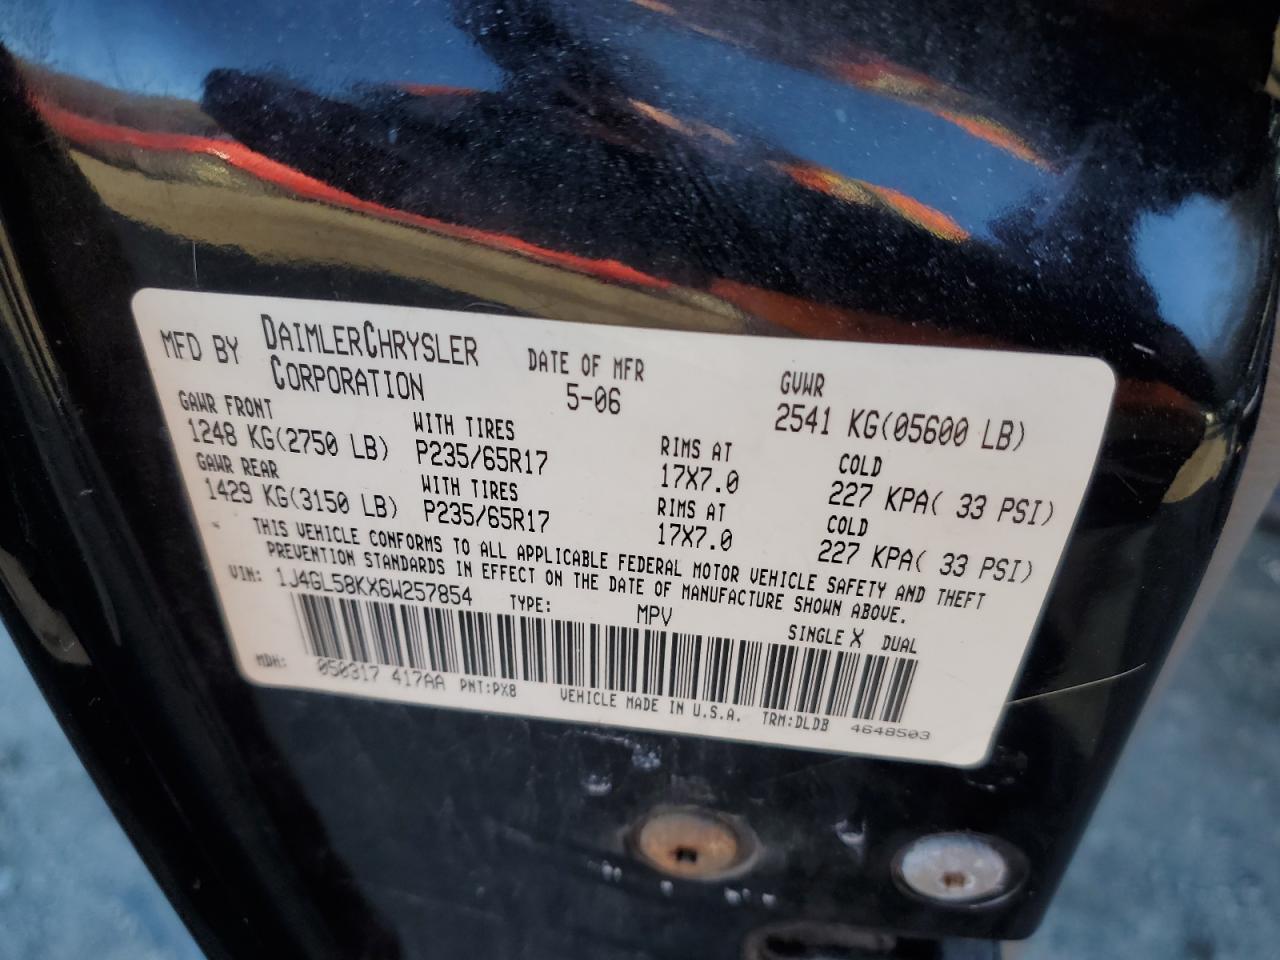 MFD BY DAIMLERCHRYSLER CORPORATION
DATE OF MFR 5-06
GVWR 2541 KG(05600 LB)
GAWR FRONT WITH TIRES RIMS AT COLD
1248 KG(2750 LB) P235/65R17 17X7.0 227 KPA( 33 PSI)
GAWR REAR WITH TIRES RIMS AT COLD
1429 KG(3150 LB) P235/65R17 17X7.0 227 KPA( 33 PSI)
THIS VEHICLE CONFORMS TO ALL APPLICABLE FEDERAL MOTOR VEHICLE SAFETY AND THEFT
PREVENTION STANDARDS IN EFFECT ON THE DATE OF MANUFACTURE SHOWN ABOVE.
VIN: 1J4GL58KX6W257854 TYPE: MPV SINGLE X DUAL
MDH: 050317 417AA PNT:PX8 VEHICLE MADE IN U.S.A. TRM:DLDB 4648503